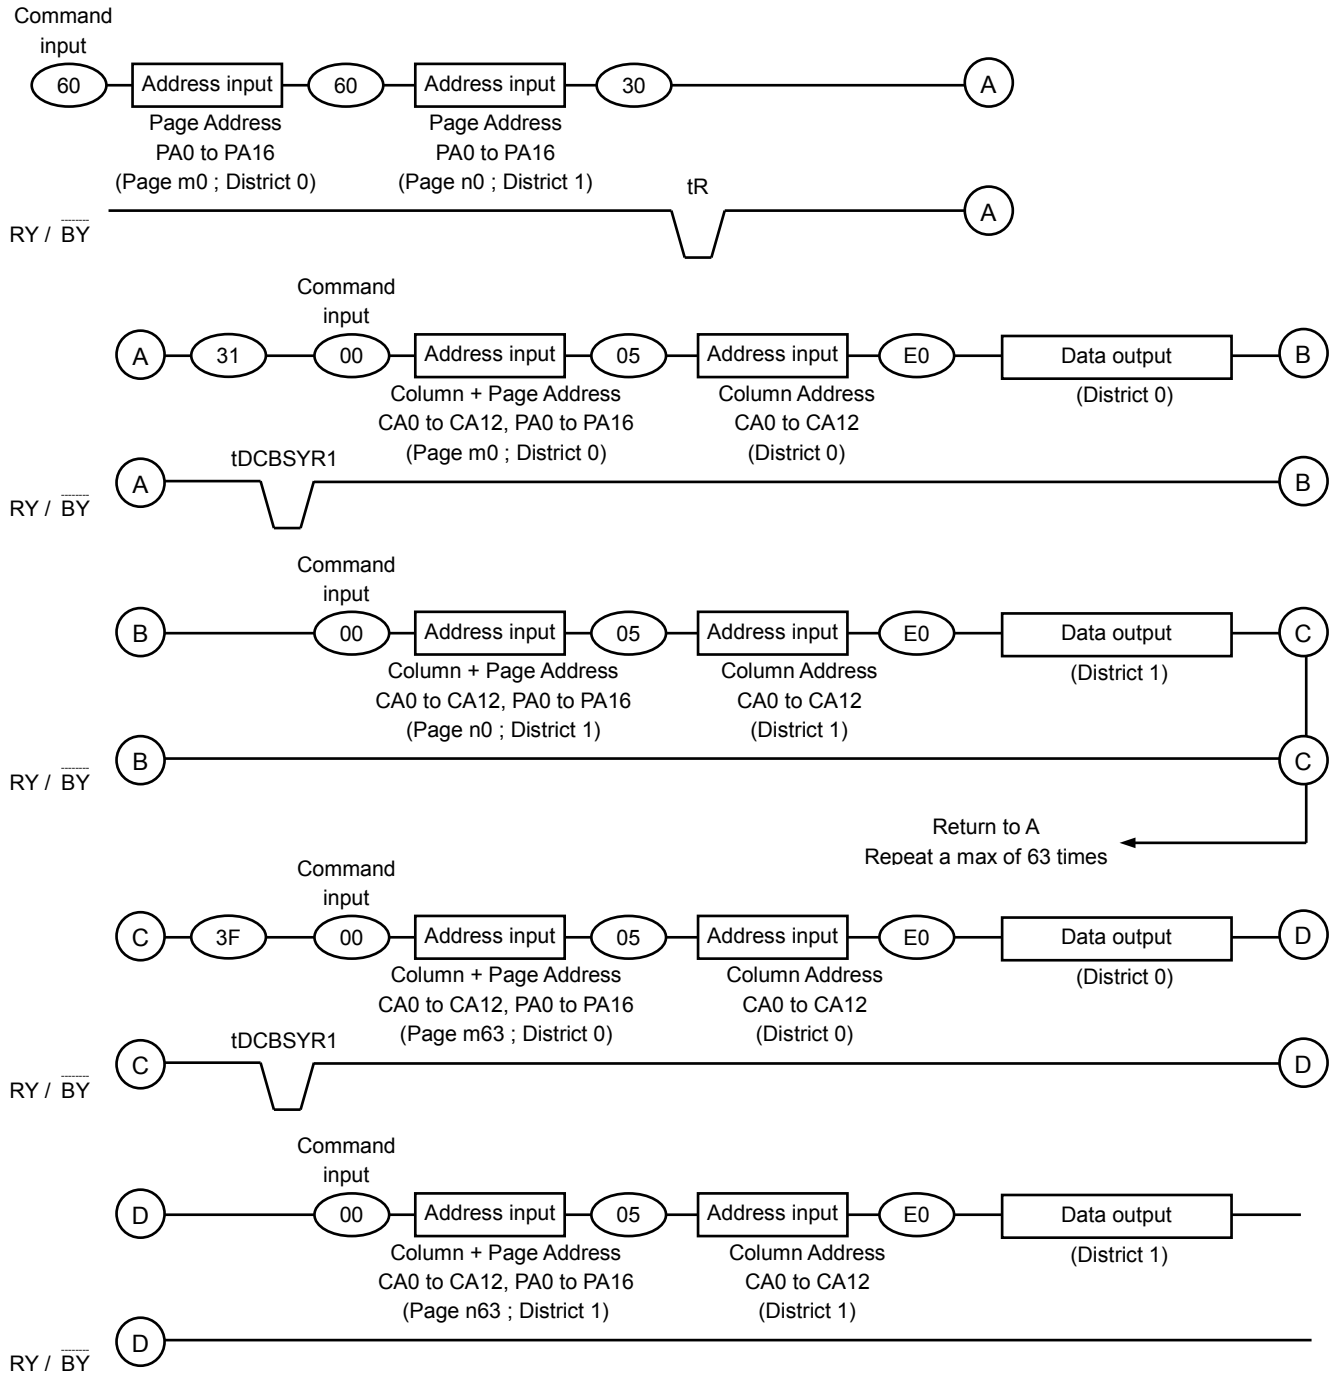 Command
input
60 Address input 60 Address input 30 A
Page Address
PA0 to PA16
(Page m0 ; District 0)
Page Address
PA0 to PA16
(Page n0 ; District 1)
tR
A
RY / BY
Command
input
A 31 00 Address input 05 Address input E0 Data output B
Column + Page Address
CA0 to CA12, PA0 to PA16
(Page m0 ; District 0)
Column Address
CA0 to CA12
(District 0)
(District 0)
tDCBSYR1
A B
RY / BY
Command
input
B 00 Address input 05 Address input E0 Data output C
Column + Page Address
CA0 to CA12, PA0 to PA16
(Page n0 ; District 1)
Column Address
CA0 to CA12
(District 1)
(District 1)
B C
RY / BY
Return to A
Repeat a max of 63 times
Command
input
C 3F 00 Address input 05 Address input E0 Data output D
Column + Page Address
CA0 to CA12, PA0 to PA16
(Page m63 ; District 0)
Column Address
CA0 to CA12
(District 0)
(District 0)
tDCBSYR1
C D
RY / BY
Command
input
D 00 Address input 05 Address input E0 Data output
Column + Page Address
CA0 to CA12, PA0 to PA16
(Page n63 ; District 1)
Column Address
CA0 to CA12
(District 1)
(District 1)
D
RY / BY